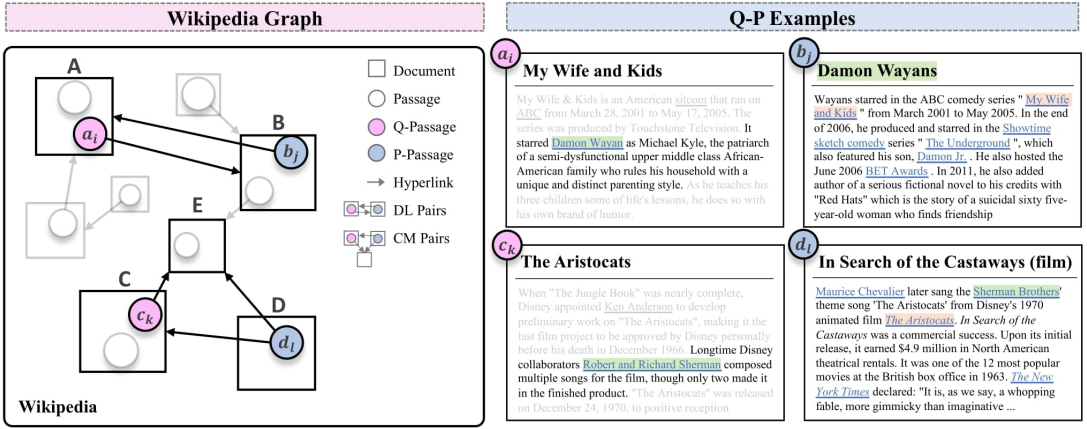 Wikipedia Graph
A
a_i
B
b_j
E
C
c_k
D
d_l
Wikipedia
Document
Passage
Q-Passage
P-Passage
Hyperlink
DL Pairs
CM Pairs
Q-P Examples
a_i
My Wife and Kids
My Wife & Kids is an American sitcom that ran on
ABC from March 28, 2001 to May 17, 2005. The
series was produced by Touchstone Television. It
starred Damon Wayan as Michael Kyle, the patriarch
of a semi-dysfunctional upper middle class African-
American family who rules his household with a
unique and distinct parenting style. As he teaches his
three children some of life's lessons, he does so with
his own brand of humor.
b_j
Damon Wayans
Wayans starred in the ABC comedy series " My Wife
and Kids " from March 2001 to May 2005. In the end
of 2006, he produced and starred in the Showtime
sketch comedy series " The Underground ", which
also featured his son, Damon Jr. . He also hosted the
June 2006 BET Awards . In 2011, he also added
author of a serious fictional novel to his credits with
"Red Hats" which is the story of a suicidal sixty five-
year-old woman who finds friendship
c_k
The Aristocats
When "The Jungle Book" was nearly complete,
Disney appointed Ken Anderson to develop
preliminary work on "The Aristocats", making it the
last film project to be approved by Disney personally
before his death in December 1966. Longtime Disney
collaborators Robert and Richard Sherman composed
multiple songs for the film, though only two made it
in the finished product. "The Aristocats" was released
on December 24, 1970, to positive reception
d_l
In Search of the Castaways (film)
Maurice Chevalier later sang the Sherman Brothers'
theme song 'The Aristocats' from Disney's 1970
animated film The Aristocats. In Search of the
Castaways was a commercial success. Upon its initial
release, it earned $4.9 million in North American
theatrical rentals. It was one of the 12 most popular
movies at the British box office in 1963. The New
York Times declared: "It is, as we say, a whopping
fable, more gimmicky than imaginative ...